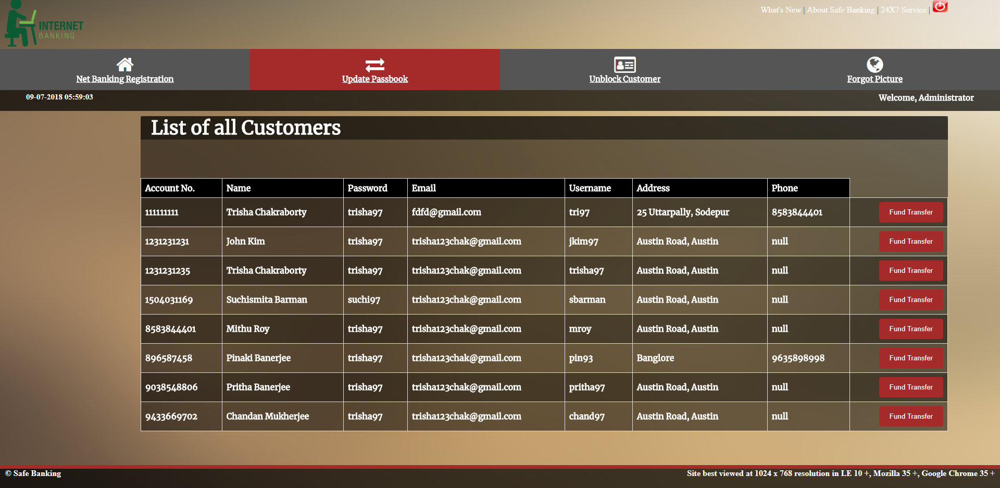 INTERNET
BANKING
What's New | About Safe Banking | 24X7 Service |
Net Banking Registration
Update Passbook
Unblock Customer
Forgot Picture
09-07-2018 05:59:03
Welcome, Administrator
List of all Customers
Account No. Name Password Email Username Address Phone
111111111 Trisha Chakraborty trisha97 fdfd@gmail.com tri97 25 Uttarpally, Sodepur 8583844401 Fund Transfer
1231231231 John Kim trisha97 trisha123chak@gmail.com jkim97 Austin Road, Austin null Fund Transfer
1231231235 Trisha Chakraborty trisha97 trisha123chak@gmail.com trisha97 Austin Road, Austin null Fund Transfer
1504031169 Suchismita Barman suchi97 trisha123chak@gmail.com sbarman Austin Road, Austin null Fund Transfer
8583844401 Mithu Roy trisha97 trisha123chak@gmail.com mroy Austin Road, Austin null Fund Transfer
896587458 Pinaki Banerjee trisha97 trisha123chak@gmail.com pin93 Banglore 9635898998 Fund Transfer
9038548806 Pritha Banerjee trisha97 trisha123chak@gmail.com pritha97 Austin Road, Austin null Fund Transfer
9433669702 Chandan Mukherjee trisha97 trisha123chak@gmail.com chand97 Austin Road, Austin null Fund Transfer
© Safe Banking
Site best viewed at 1024 x 768 resolution in I.E 10 +, Mozilla 35 +, Google Chrome 35 +